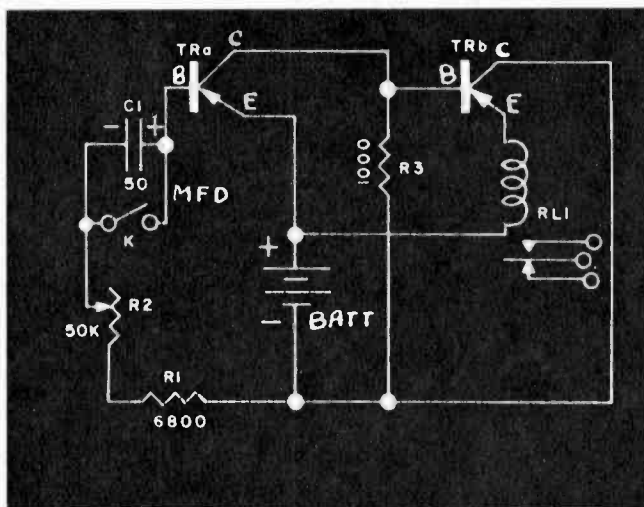 TRa
C
B
E
TRb
C
B
E
C1
- +
50
MFD
K
R2
50K
R1
6800
+
-
BATT
1000
R3
RL1